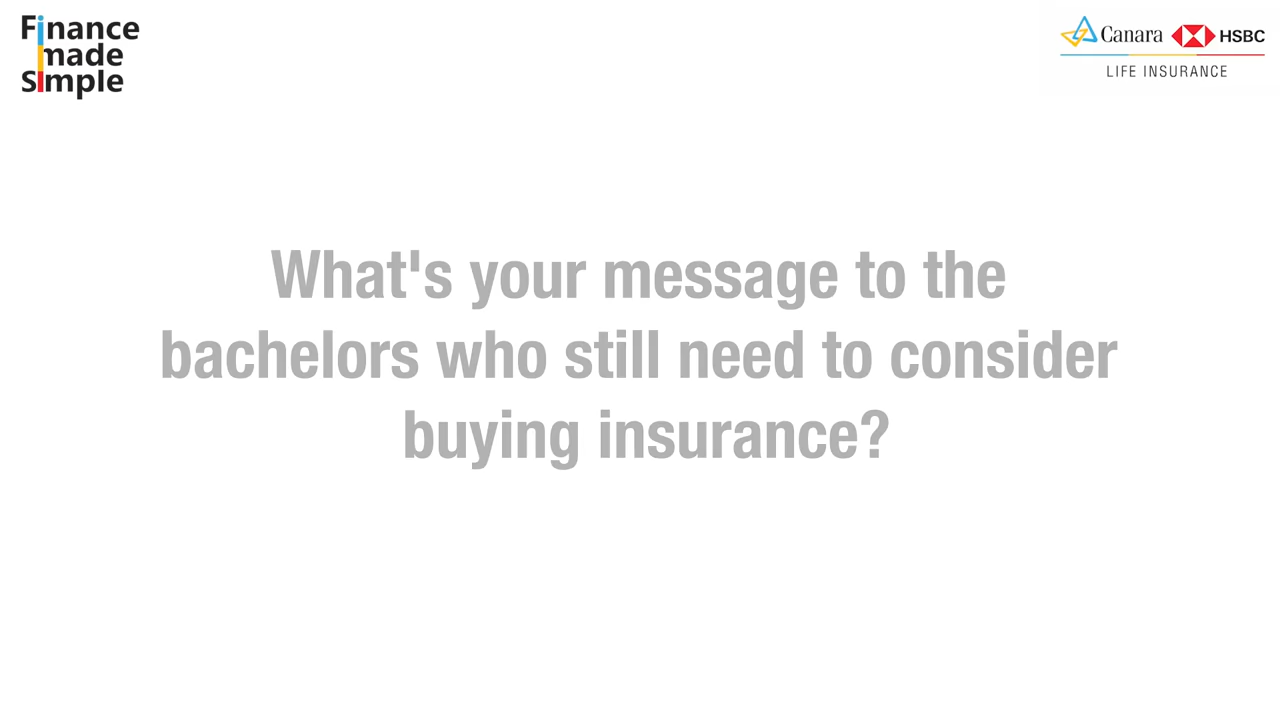 Finance
made
Simple
Canara HSBC
LIFE INSURANCE
What's your message to the
bachelors who still need to consider
buying insurance?